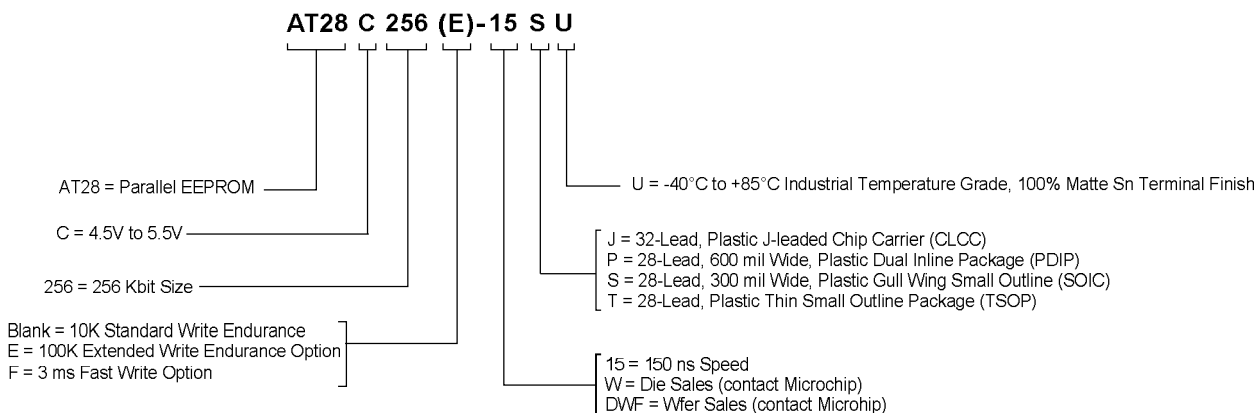 AT28 C 256 (E)-15 S U
AT28 = Parallel EEPROM
C = 4.5V to 5.5V
256 = 256 Kbit Size
Blank = 10K Standard Write Endurance
E = 100K Extended Write Endurance Option
F = 3 ms Fast Write Option
U = -40°C to +85°C Industrial Temperature Grade, 100% Matte Sn Terminal Finish
J = 32-Lead, Plastic J-leaded Chip Carrier (CLCC)
P = 28-Lead, 600 mil Wide, Plastic Dual Inline Package (PDIP)
S = 28-Lead, 300 mil Wide, Plastic Gull Wing Small Outline (SOIC)
T = 28-Lead, Plastic Thin Small Outline Package (TSOP)
15 = 150 ns Speed
W = Die Sales (contact Microchip)
DWF = Wfer Sales (contact Microhip)